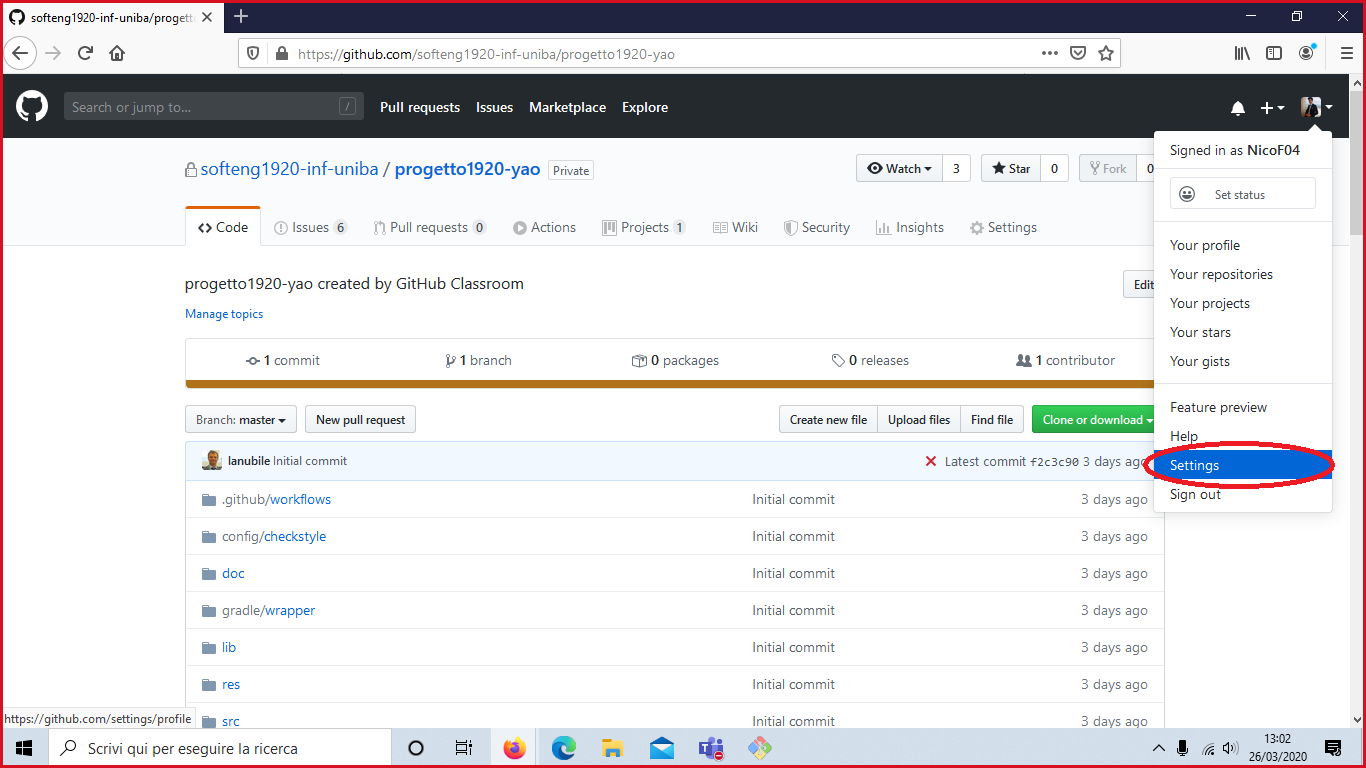 softeng1920-inf-uniba/progett
https://github.com/softeng1920-inf-uniba/progetto1920-yao
Search or jump to...
/
Pull requests
Issues
Marketplace
Explore
Signed in as NicoF04
Set status
Your profile
Your repositories
Your projects
Your stars
Your gists
Feature preview
Help
Settings
Sign out
softeng1920-inf-uniba / progetto1920-yao
Private
Watch 3
Star 0
Fork 0
Code
Issues 6
Pull requests 0
Actions
Projects 1
Wiki
Security
Insights
Settings
progetto1920-yao created by GitHub Classroom
Edit
Manage topics
1 commit
1 branch
0 packages
0 releases
1 contributor
Branch: master
New pull request
Create new file
Upload files
Find file
Clone or download
lanubile Initial commit
Latest commit f2c3c90 3 days ago
.github/workflows Initial commit 3 days ago
config/checkstyle Initial commit 3 days ago
doc Initial commit 3 days ago
gradle/wrapper Initial commit 3 days ago
lib Initial commit 3 days ago
res Initial commit 3 days ago
src Initial commit 3 days ago
https://github.com/settings/profile
Scrivi qui per eseguire la ricerca
13:02
26/03/2020